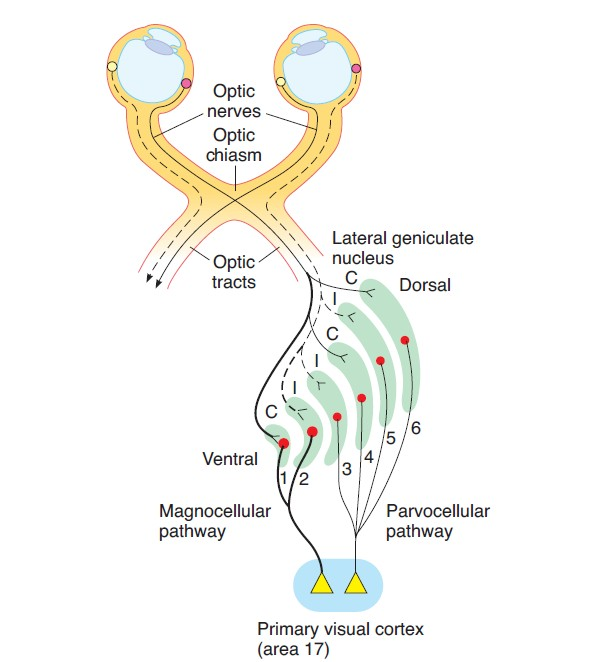 Optic
nerves
Optic
chiasm
Optic
tracts
Lateral geniculate
nucleus
C
Dorsal
I
C
I
I
C
Ventral
1
2
3
4
5
6
Magnocellular
pathway
Parvocellular
pathway
Primary visual cortex
(area 17)